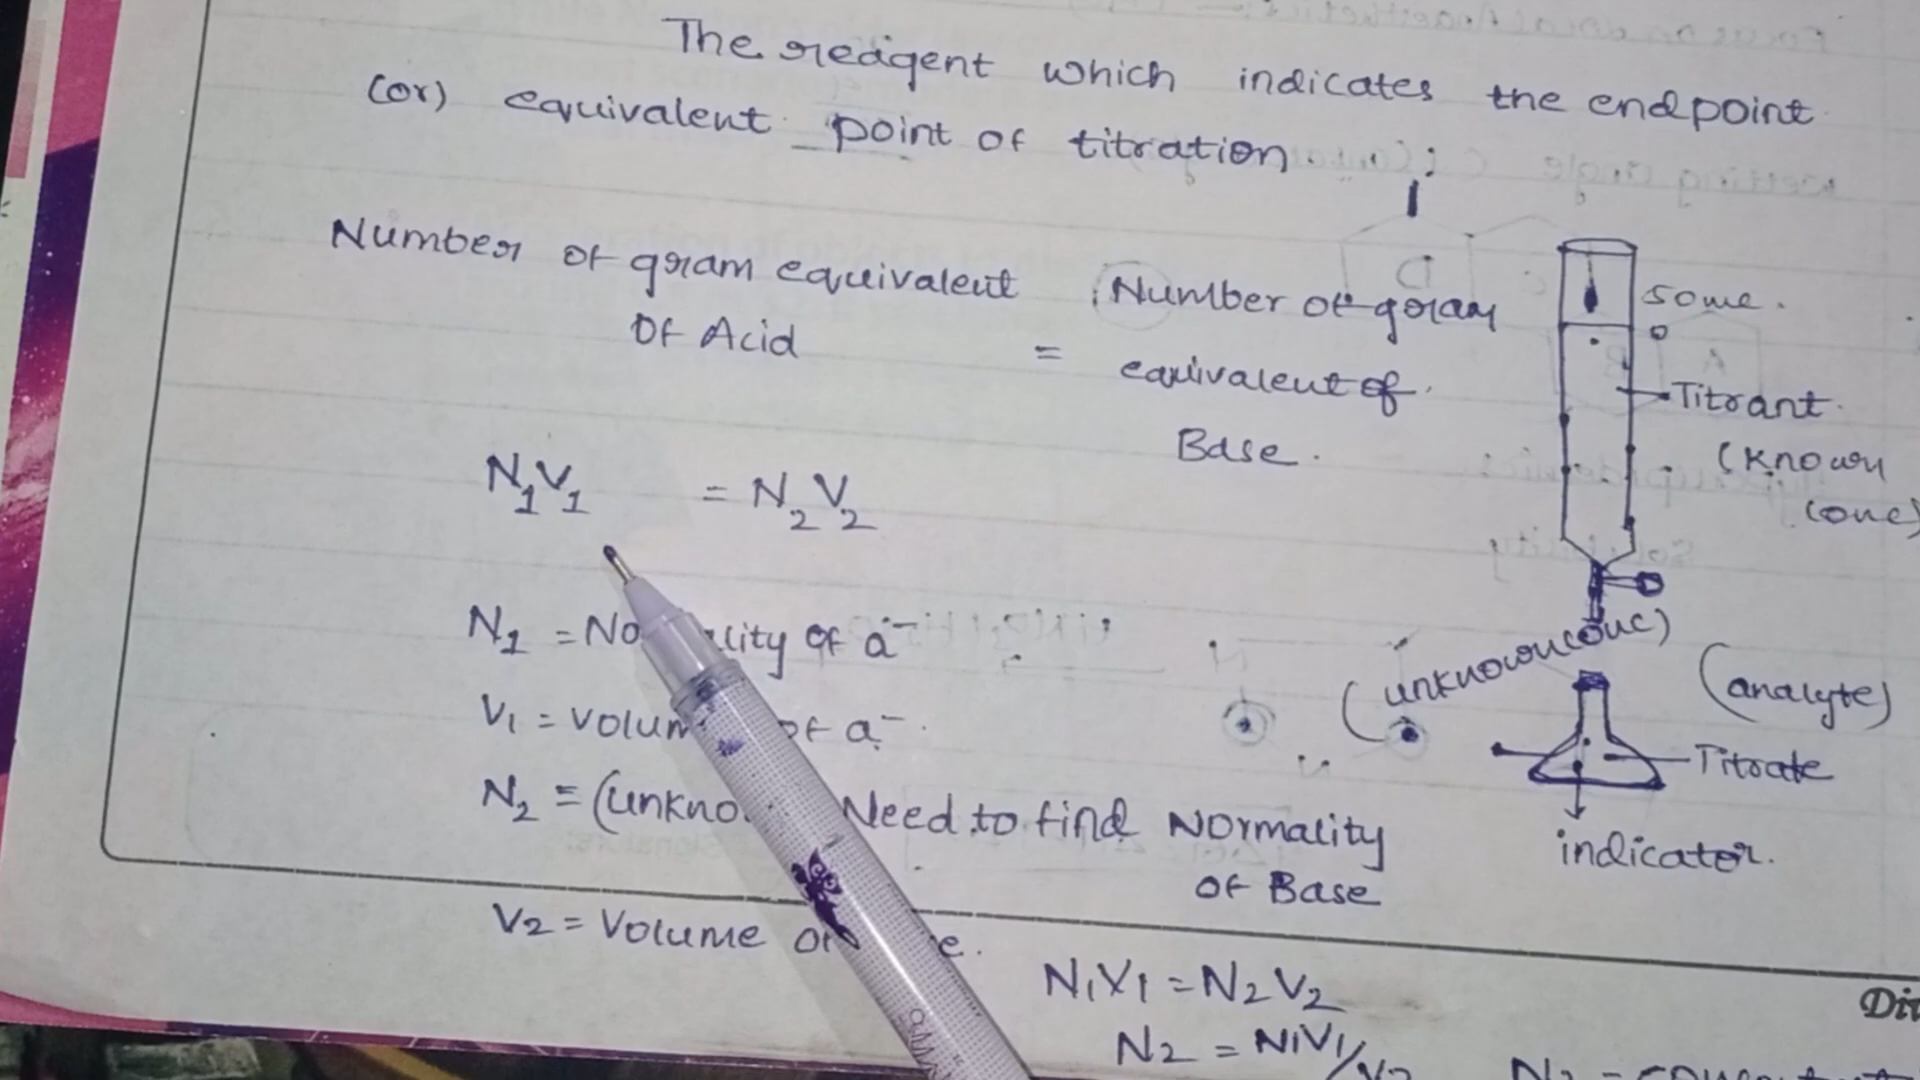 The reagent which indicates the endpoint
(or) equivalent point of titration.
Number of gram equivalent
Of Acid
=
Number of gram
equivalent of
Base.
N1V1 = N2V2
N1 = No lity of a-
V1 = volum of a-
N2 = (unkno Need to find Normality
of Base
V2 = Volume o e.
N1V1 = N2V2
N2 = N1V1/V2
Titrant
(known
conc)
(unknown conc)
(analyte)
Titrate
indicator.